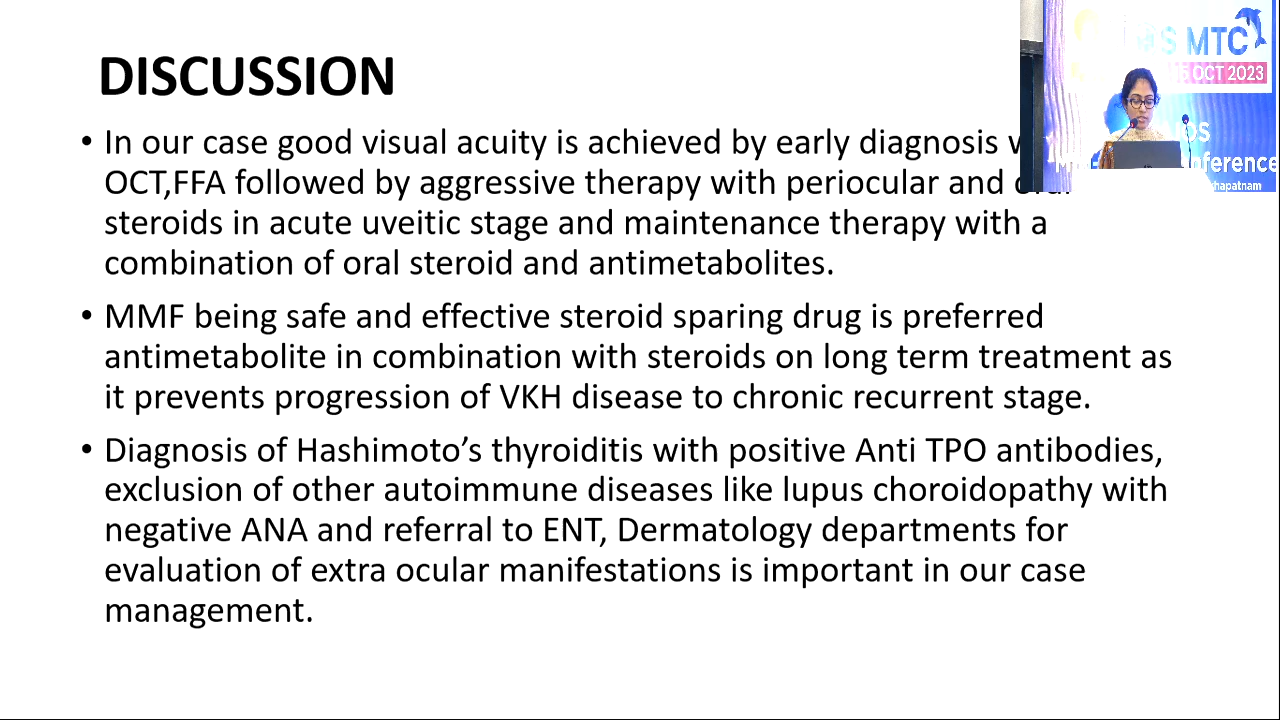 DISCUSSION
• In our case good visual acuity is achieved by early diagnosis
OCT,FFA followed by aggressive therapy with periocular and oral
steroids in acute uveitic stage and maintenance therapy with a
combination of oral steroid and antimetabolites.
• MMF being safe and effective steroid sparing drug is preferred
antimetabolite in combination with steroids on long term treatment as
it prevents progression of VKH disease to chronic recurrent stage.
• Diagnosis of Hashimoto’s thyroiditis with positive Anti TPO antibodies,
exclusion of other autoimmune diseases like lupus choroidopathy with
negative ANA and referral to ENT, Dermatology departments for
evaluation of extra ocular manifestations is important in our case
management.
S MTC
OCT 2023
OS